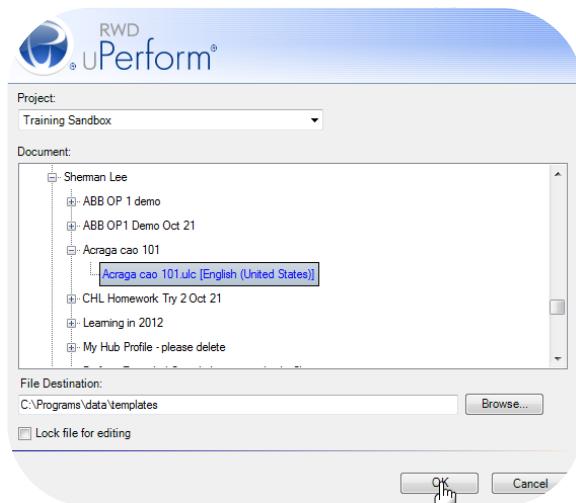 RWD
uPerform®
Project:
Training Sandbox
Document:
Sherman Lee
ABB OP 1 demo
ABB OP1 Demo Oct 21
Acraga cao 101
Acraga cao 101.ulc [English (United States)]
CHL Homework Try 2 Oct 21
Learning in 2012
My Hub Profile - please delete
File Destination:
C:\Programs\data\templates
Browse...
Lock file for editing
OK
Cancel